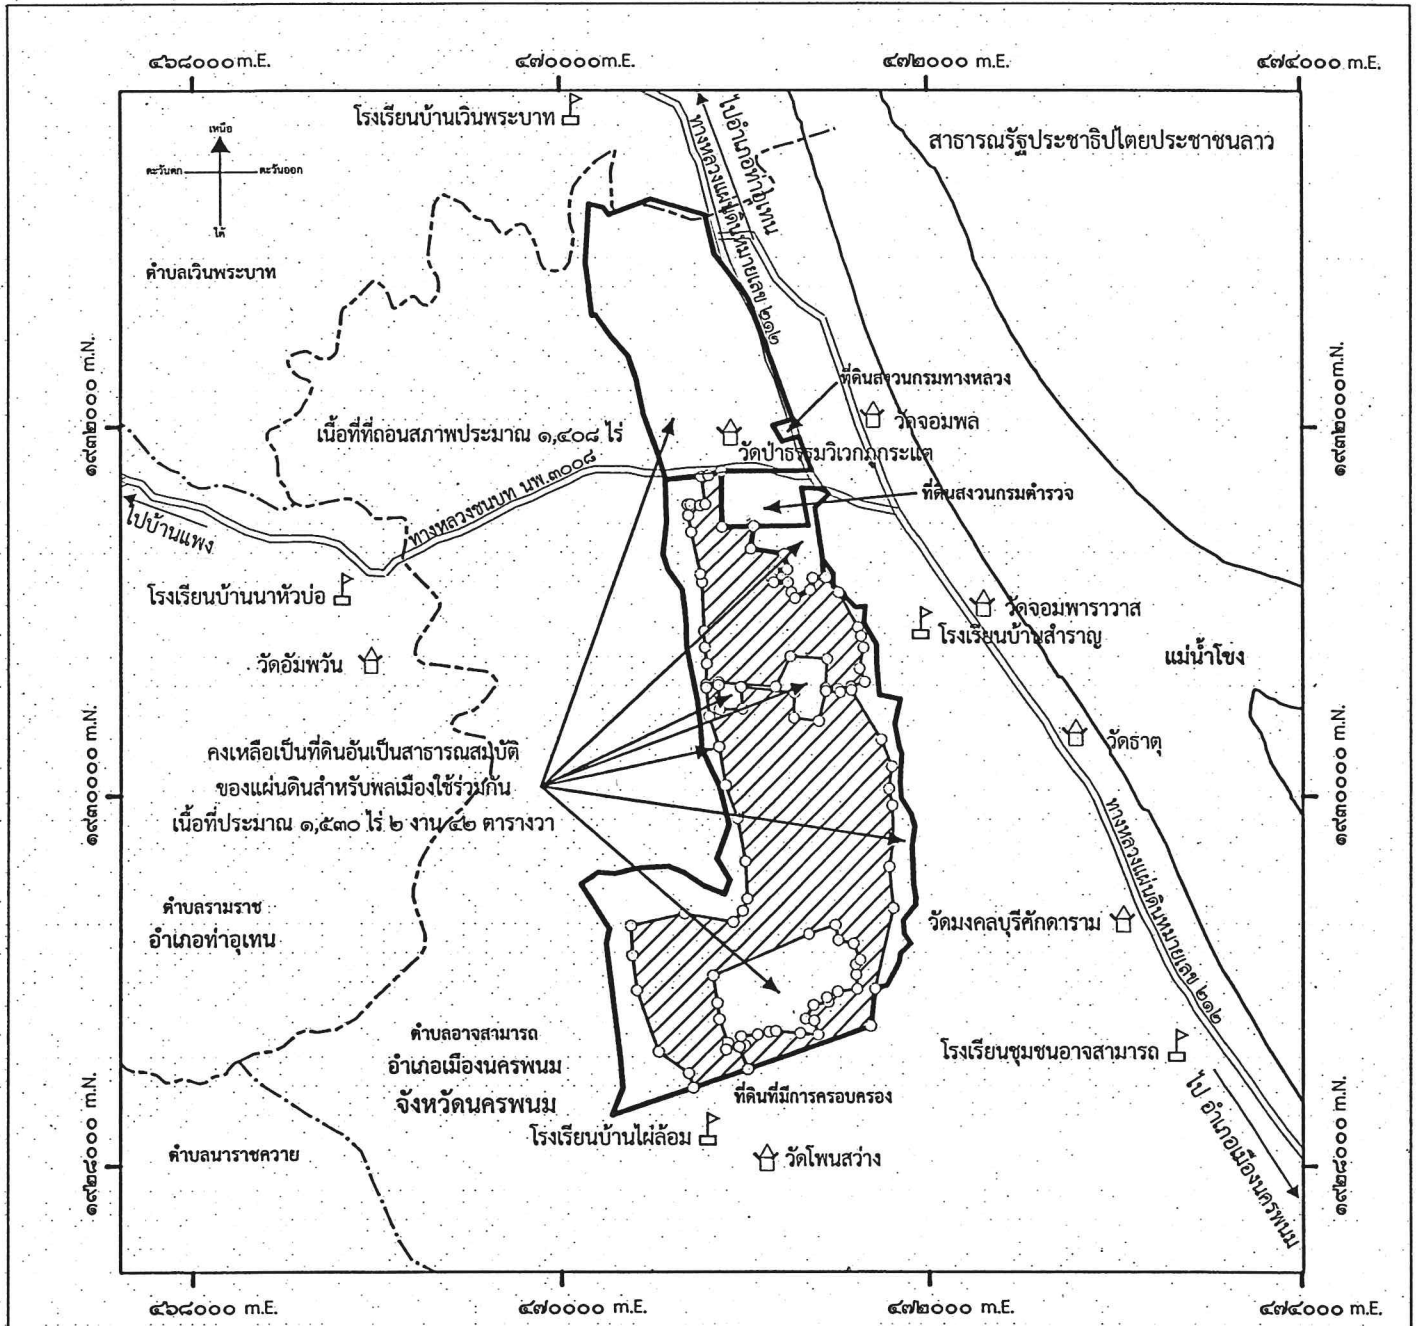 ๔๖๘๐๐๐ m.E.
๔๗๐๐๐๐ m.E.
๔๗๒๐๐๐ m.E.
๔๗๔๐๐๐ m.E.
เหนือ
ตะวันตก
ตะวันออก
ใต้
โรงเรียนบ้านเวินพระบาท
ไปอำเภอท่าอุเทน
ทางหลวงแผ่นดินหมายเลข ๒๑๒
สาธารณรัฐประชาธิปไตยประชาชนลาว
ตำบลเวินพระบาท
๑๙๓๒๐๐๐ m.N.
๑๙๓๒๐๐๐ m.N.
ที่ดินสงวนกรมทางหลวง
เนื้อที่ที่ถอนสภาพประมาณ ๑,๔๐๘ ไร่
วัดจอมพล
วัดป่าธรรมวิเวกภูกระแต
ทางหลวงชนบท นพ.๓๐๐๘
ที่ดินสงวนกรมตำรวจ
ไปบ้านแพง
โรงเรียนบ้านนาหัวบ่อ
วัดจอมพาราวาส
โรงเรียนบ้านสำราญ
วัดอัมพวัน
แม่น้ำโขง
วัดธาตุ
คงเหลือเป็นที่ดินอันเป็นสาธารณสมบัติ
ของแผ่นดินสำหรับพลเมืองใช้ร่วมกัน
เนื้อที่ประมาณ ๑,๕๓๐ ไร่ ๒ งาน ๔๒ ตารางวา
๑๙๓๐๐๐๐ m.N.
๑๙๓๐๐๐๐ m.N.
ทางหลวงแผ่นดินหมายเลข ๒๑๒
ตำบลรามราช
อำเภอท่าอุเทน
วัดมงคลบุรีศักดาราม
ตำบลอาจสามารถ
อำเภอเมืองนครพนม
จังหวัดนครพนม
โรงเรียนชุมชนอาจสามารถ
ที่ดินที่มีการครอบครอง
โรงเรียนบ้านไผ่ล้อม
วัดโพนสว่าง
ตำบลนาราชควาย
ไป อำเภอเมืองนครพนม
๑๙๒๘๐๐๐ m.N.
๑๙๒๘๐๐๐ m.N.
๔๖๘๐๐๐ m.E.
๔๗๐๐๐๐ m.E.
๔๗๒๐๐๐ m.E.
๔๗๔๐๐๐ m.E.